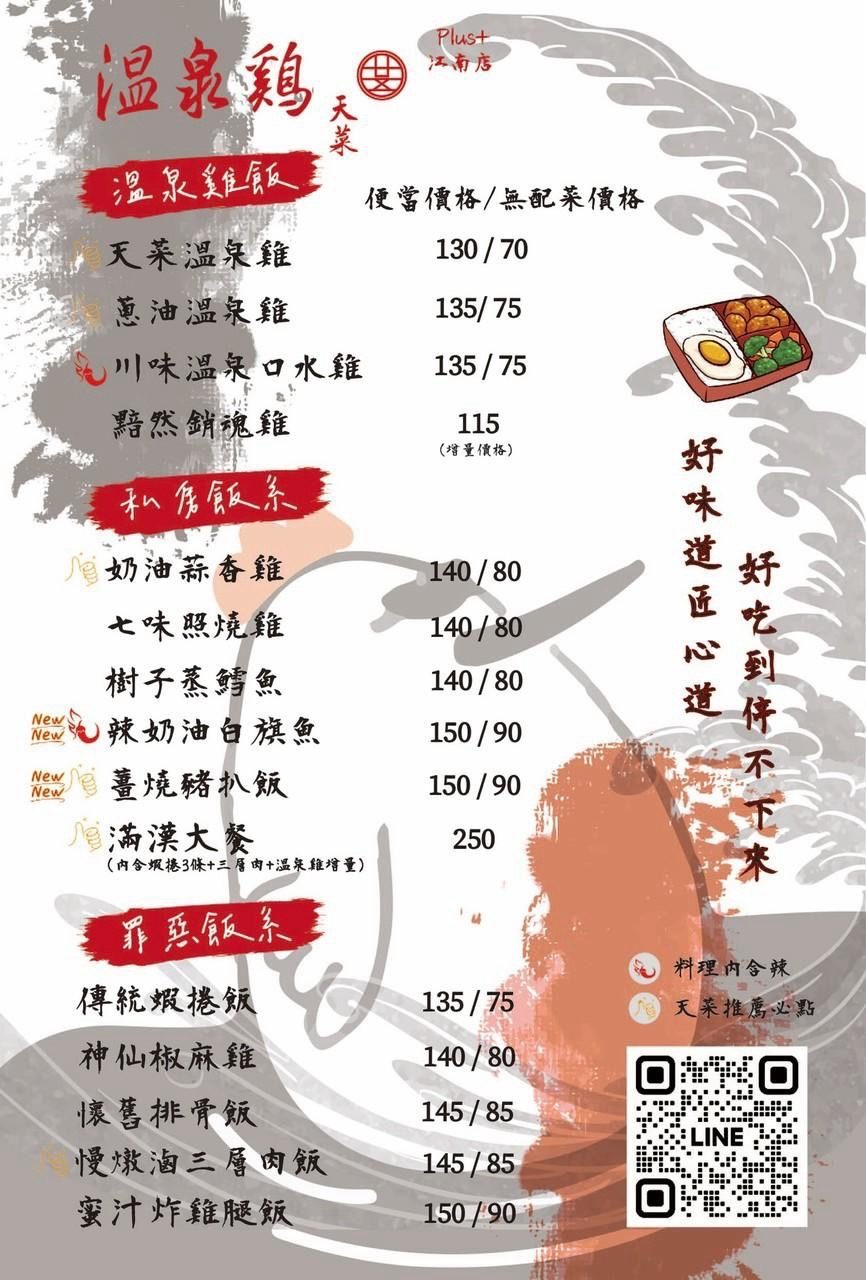 温泉鶏
天菜
Plus+
江南店
溫泉雞飯
便當價格/無配菜價格
天菜溫泉雞 130 / 70
蔥油溫泉雞 135/ 75
川味溫泉口水雞 135 / 75
黯然銷魂雞 115
(增量價格)
私房飯系
奶油蒜香雞 140 / 80
七味照燒雞 140 / 80
樹子蒸鱈魚 140 / 80
New
New
辣奶油白旗魚 150 / 90
New
New
薑燒豬扒飯 150 / 90
滿漢大餐 250
(內含蝦捲3條+三層肉+溫泉雞增量)
罪惡飯系
傳統蝦捲飯 135 / 75
神仙椒麻雞 140 / 80
懷舊排骨飯 145 / 85
慢燉滷三層肉飯 145 / 85
蜜汁炸雞腿飯 150 / 90
好吃到停不下來
好味道匠心道
料理內含辣
天菜推薦必點
LINE